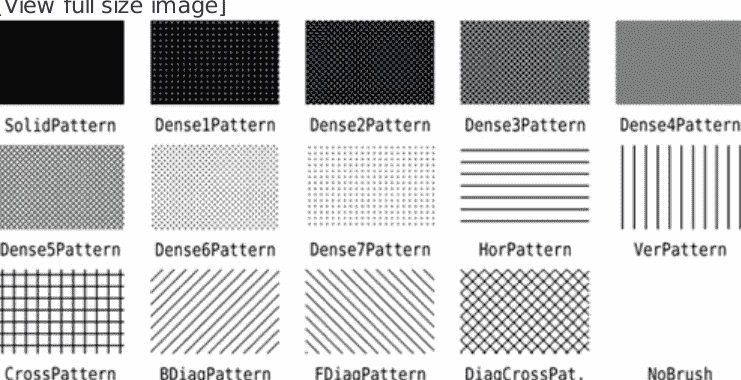 [View full size image]
SolidPattern Dense1Pattern Dense2Pattern Dense3Pattern Dense4Pattern
Dense5Pattern Dense6Pattern Dense7Pattern HorPattern VerPattern
CrossPattern BDiagPattern FDiagPattern DiagCrossPat. NoBrush